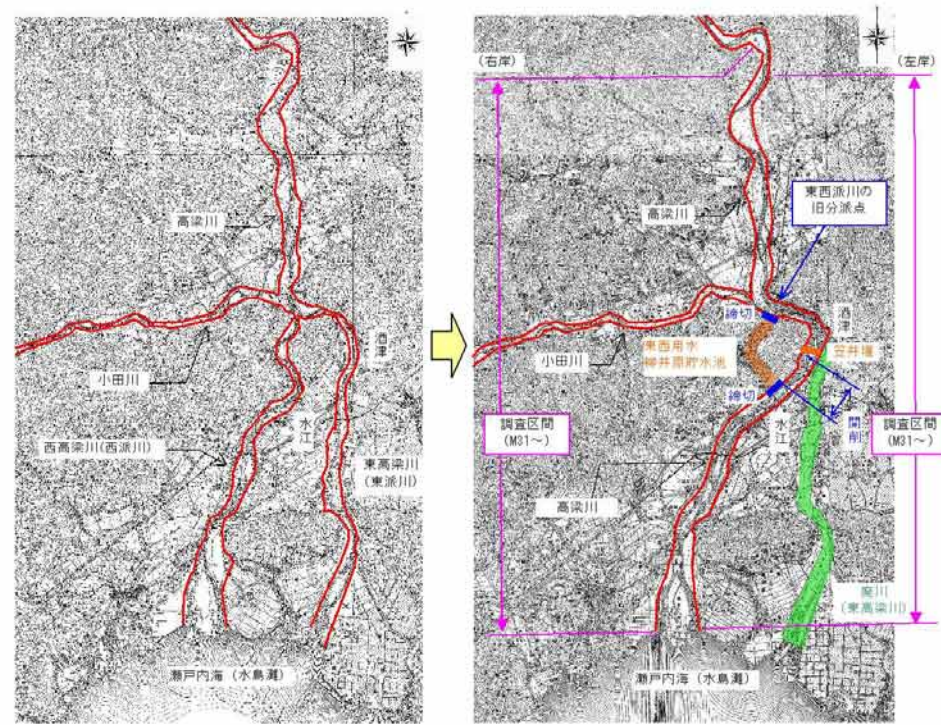 高梁川
酒津
小田川
水江
西高梁川(西派川)
東高梁川
(東派川)
瀬戸内海(水島灘)
(右岸)
(左岸)
東西派川の
旧分派点
高梁川
締切
酒津
東西用水
柳井原貯水池
笠井堰
小田川
締切
開削
水江
調査区間
(M31～)
調査区間
(M31～)
高梁川
廃川
(東高梁川)
瀬戸内海(水島灘)